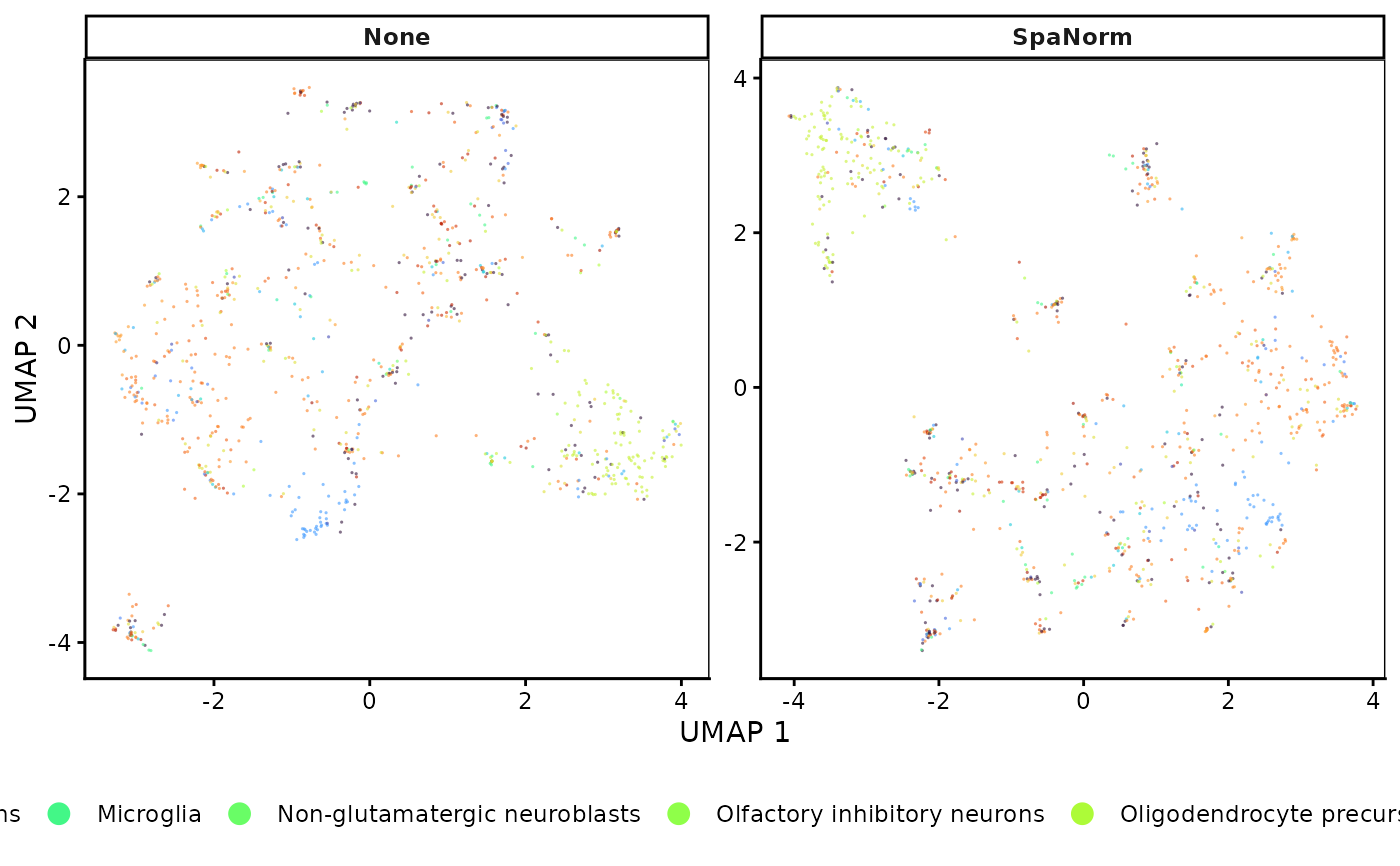 None
SpaNorm
UMAP 2
2
0
-2
-4
4
2
0
-2
-2
0
2
4
-4
-2
0
2
4
UMAP 1
ns
Microglia
Non-glutamatergic neuroblasts
Olfactory inhibitory neurons
Oligodendrocyte precurs